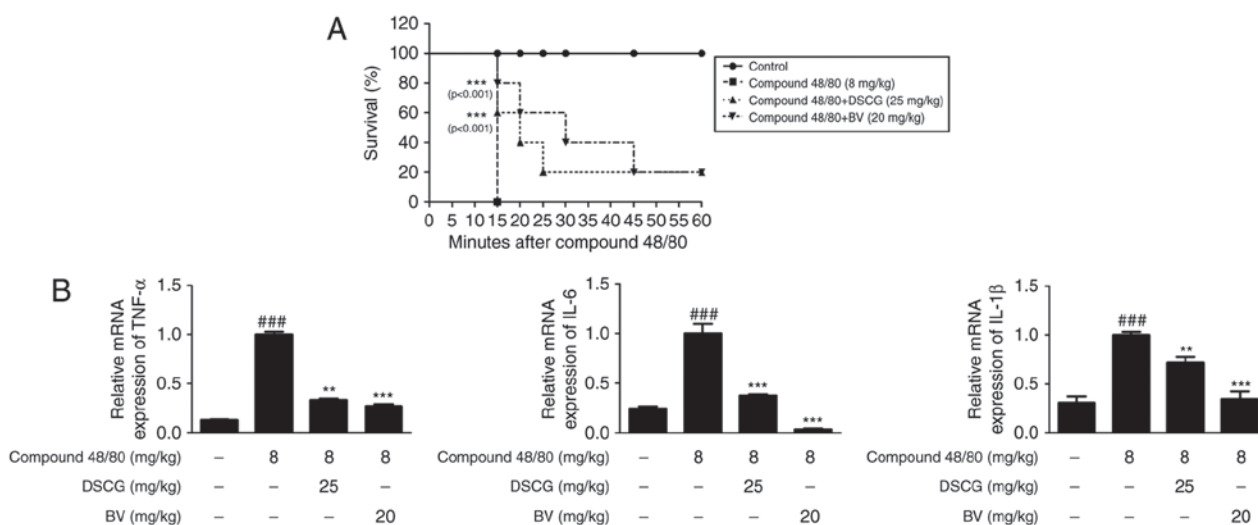 A
Survival (%)
120
100
80
60
40
20
0
***
(p<0.001)
***
(p<0.001)
0 5 10 15 20 25 30 35 40 45 50 55 60
Minutes after compound 48/80
Control
Compound 48/80 (8 mg/kg)
Compound 48/80+DSCG (25 mg/kg)
Compound 48/80+BV (20 mg/kg)
B
Relative mRNA
expression of TNF-α
1.5
1.0
0.5
0.0
###
**
***
Compound 48/80 (mg/kg) – 8 8 8
DSCG (mg/kg) – 25
BV (mg/kg) – 20
Relative mRNA
expression of IL-6
1.5
1.0
0.5
0.0
###
***
***
Compound 48/80 (mg/kg) – 8 8 8
DSCG (mg/kg) – 25
BV (mg/kg) – 20
Relative mRNA
expression of IL-1β
1.5
1.0
0.5
0.0
###
**
***
Compound 48/80 (mg/kg) – 8 8 8
DSCG (mg/kg) – 25
BV (mg/kg) – 20